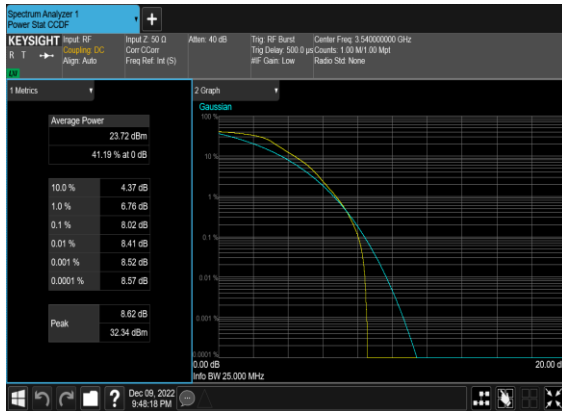 Spectrum Analyzer 1
Power Stat CCDF
KEYSIGHT
R T
Input: RF
Coupling: DC
Align: Auto
Input Z: 50 Ω
Corr CCorr
Freq Ref: Int (S)
Atten: 40 dB
Trig: RF Burst
Trig Delay: 500.0 µs
#IF Gain: Low
Center Freq: 3.540000000 GHz
Counts: 1.00 M/1.00 Mpt
Radio Std: None
1 Metrics
Average Power
23.72 dBm
41.19 % at 0 dB
10.0 % 4.37 dB
1.0 % 6.76 dB
0.1 % 8.02 dB
0.01 % 8.41 dB
0.001 % 8.52 dB
0.0001 % 8.57 dB
Peak
8.62 dB
32.34 dBm
2 Graph
Gaussian
100 %
10 %
1 %
0.1 %
0.01 %
0.001 %
0.0001 %
0.00 dB
20.00 d
Info BW 25.000 MHz
?
Dec 09, 2022
9:48:18 PM